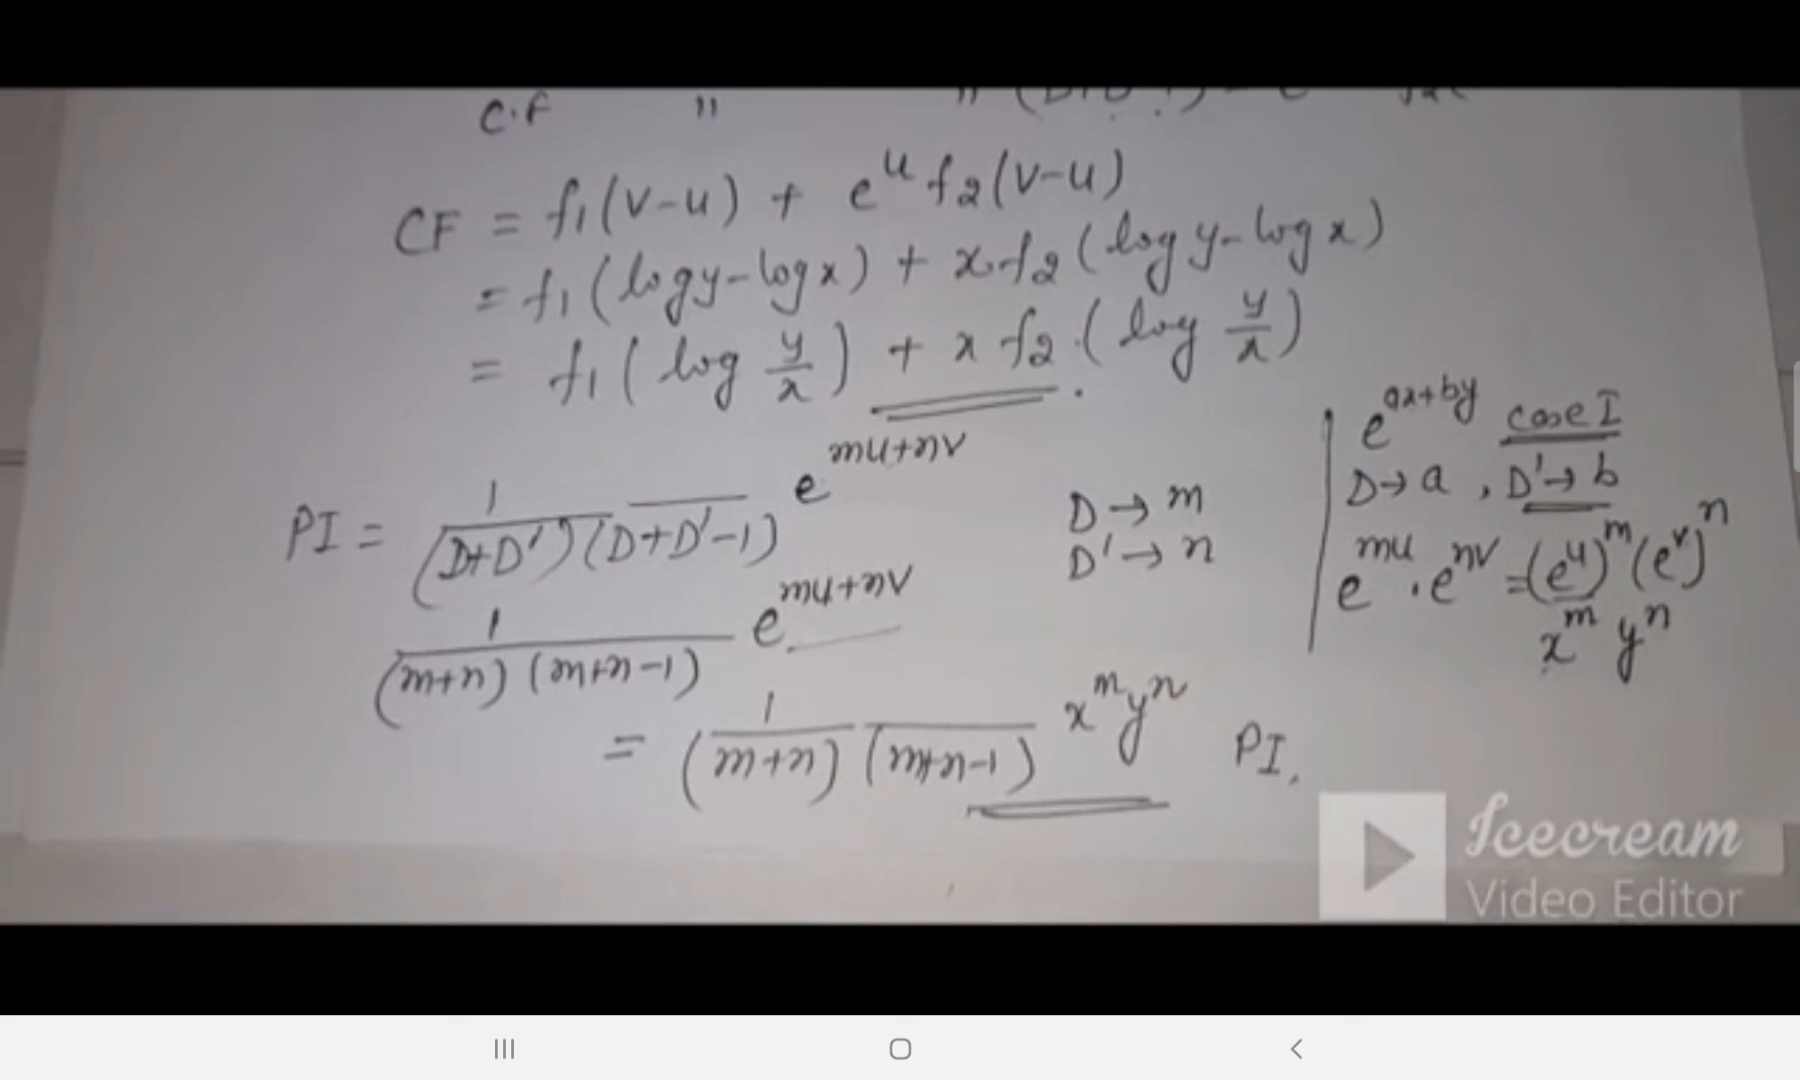 C.F "
CF = f₁(v-u) + e^u f₂(v-u)
= f₁(log y - log x) + x f₂(log y - log x)
= f₁(log y/x) + x f₂(log y/x).
PI = 1/(D+D')(D+D'-1) e^mu+nv
D → m
D' → n
1/(m+n)(m+n-1) e^mu+nv
= 1/(m+n)(m+n-1) x^m y^n PI.
e^ax+by case I
D→a, D'→b
e^mu . e^nv = (e^u)^m (e^v)^n
x^m y^n
Icecream
Video Editor